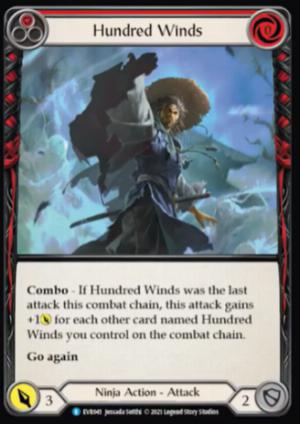 Hundred Winds
Combo - If Hundred Winds was the last
attack this combat chain, this attack gains
+1 for each other card named Hundred
Winds you control on the combat chain.
Go again
3
Ninja Action - Attack
2
R EVR041 Jessada Sutthi © 2021 Legend Story Studios